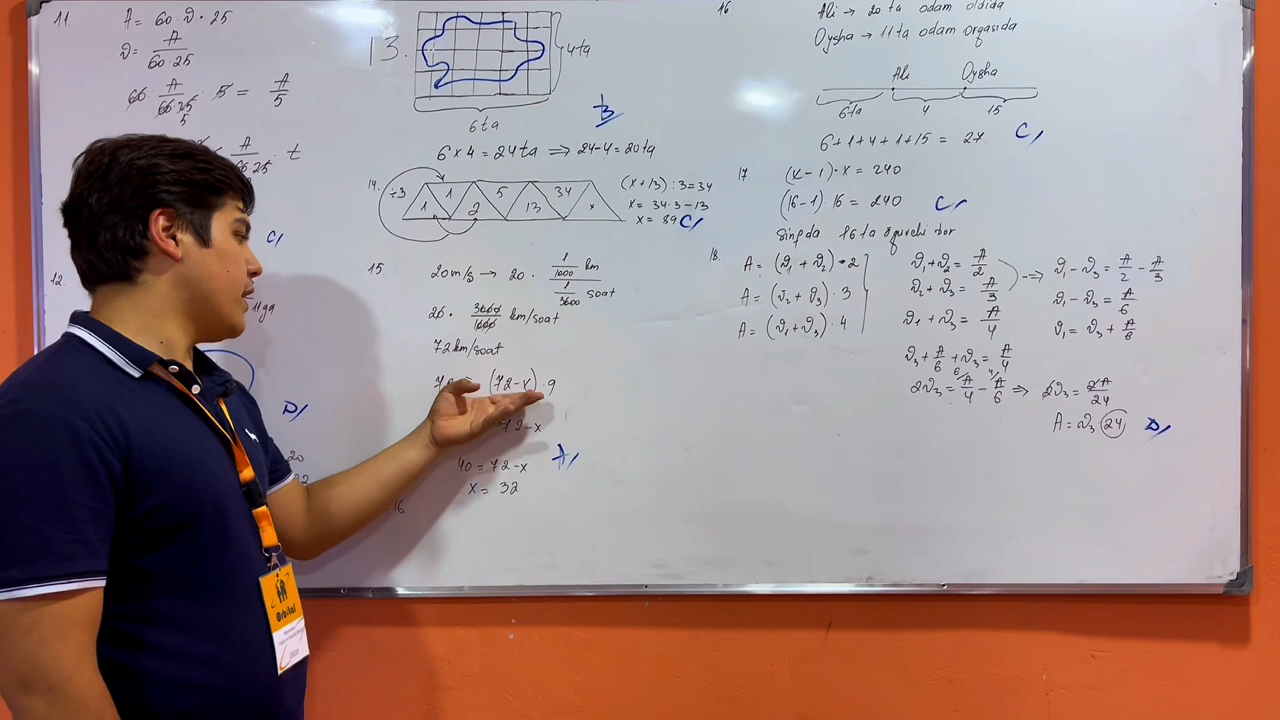 11. A = 60 · ϑ · 25
ϑ = A / 60 · 25
60 · A / 60 · 25 · 5 = A / 5
A / 60 25 · t
C/
12.
11ga
D/
= 16
13.
4ta
6ta
B
6 × 4 = 24ta ⟹ 24-4 = 20ta
14.
÷3
1 1 2 5 13 34 x
(x + 13) : 3 = 34
x = 34 · 3 - 13
x = 89 C/
15.
20 m/s → 20 · 1/1000 km / 1/3600 soat
20 · 3600/1000 km/soat
72 km/soat
(72-x) · 9
72-x
40 = 72-x
x = 32
A/
16
Ali → 20 ta odam oldida
Oysha → 11 ta odam orqasida
Ali Oysha
6ta 4 15
6+1+4+1+15 = 27 C/
17 (x-1) · x = 240
(16-1) 16 = 240 C/
Sinfda 16 ta o'quvchi bor
18. A = (ϑ₁ + ϑ₂) · 2
A = (ϑ₂ + ϑ₃) · 3
A = (ϑ₁ + ϑ₃) · 4
ϑ₁+ϑ₂ = A/2
ϑ₂+ϑ₃ = A/3
ϑ₁+ϑ₃ = A/4
ϑ₃ + A/6 + ϑ₃ = A/4
2ϑ₃ = A/4 - A/6 ⟹ 2ϑ₃ = 2A/24
⟹ ϑ₁ - ϑ₃ = A/2 - A/3
ϑ₁ - ϑ₃ = A/6
ϑ₁ = ϑ₃ + A/6
A = ϑ₃ 24 D/
Orbital